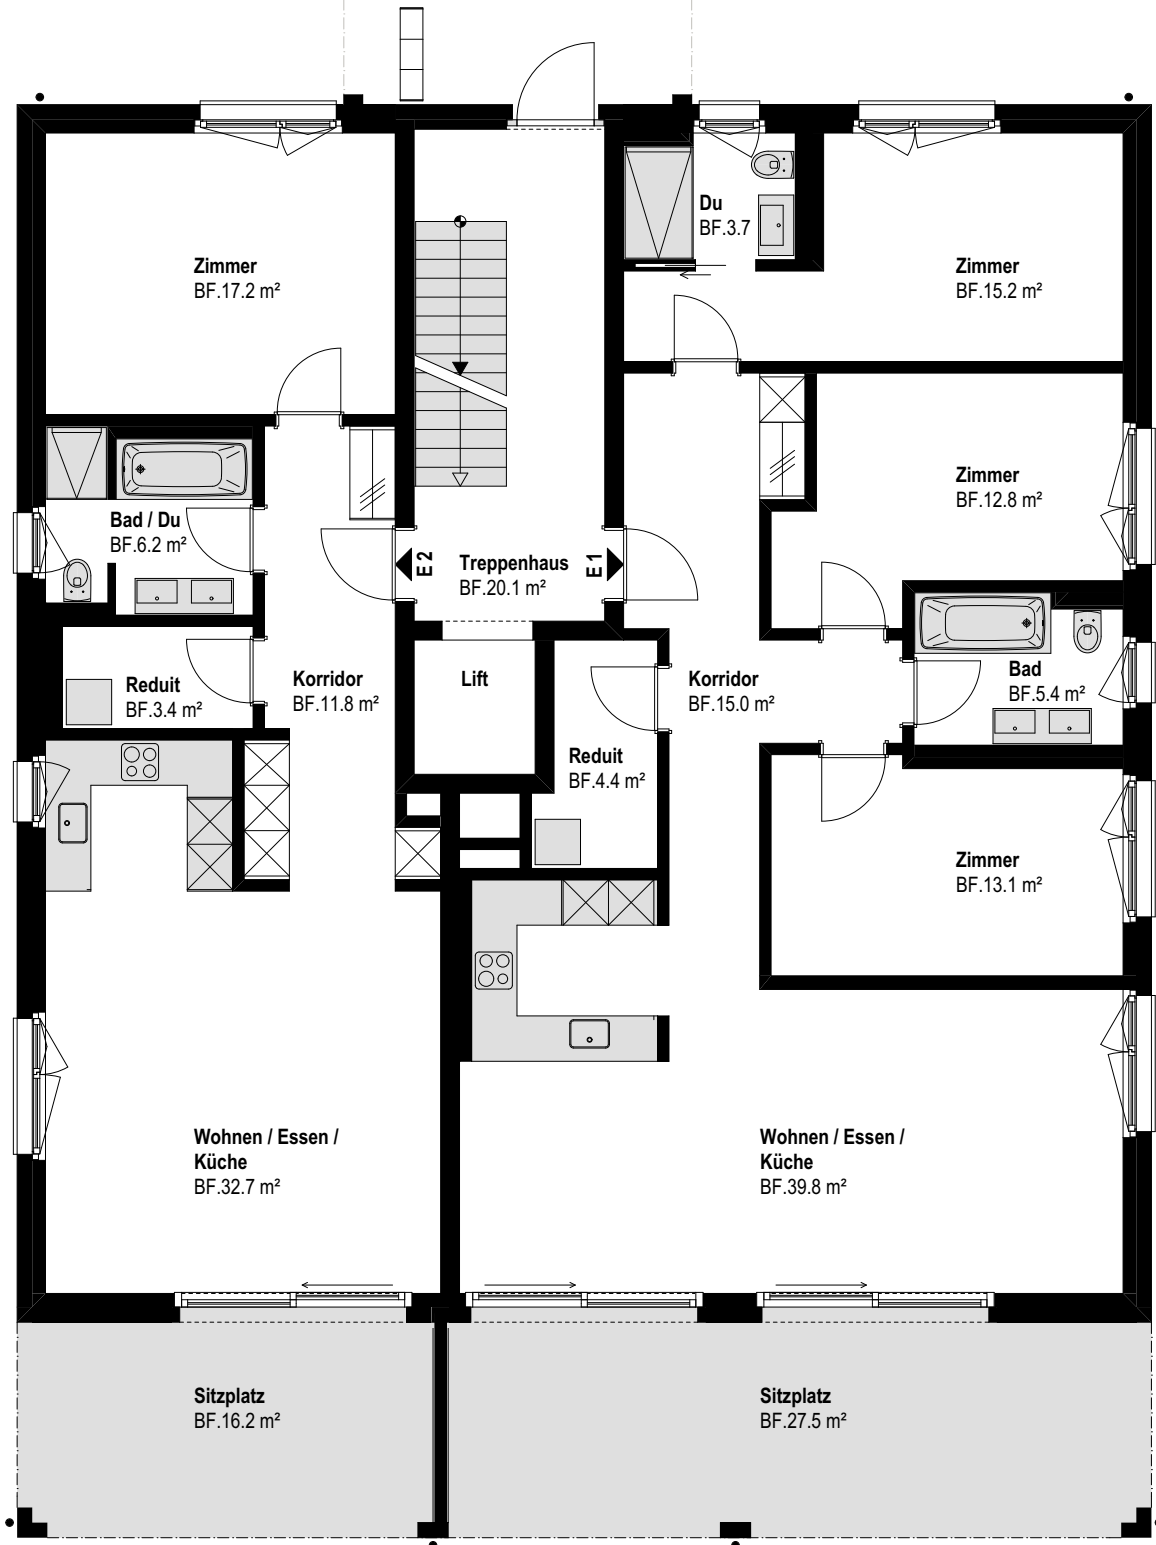 Du
BF.3.7
Zimmer
BF.17.2 m²
Zimmer
BF.15.2 m²
Zimmer
BF.12.8 m²
Bad / Du
BF.6.2 m²
E 2
Treppenhaus
BF.20.1 m²
E 1
Reduit
BF.3.4 m²
Korridor
BF.11.8 m²
Lift
Korridor
BF.15.0 m²
Bad
BF.5.4 m²
Reduit
BF.4.4 m²
Zimmer
BF.13.1 m²
Wohnen / Essen /
Küche
BF.32.7 m²
Wohnen / Essen /
Küche
BF.39.8 m²
Sitzplatz
BF.16.2 m²
Sitzplatz
BF.27.5 m²